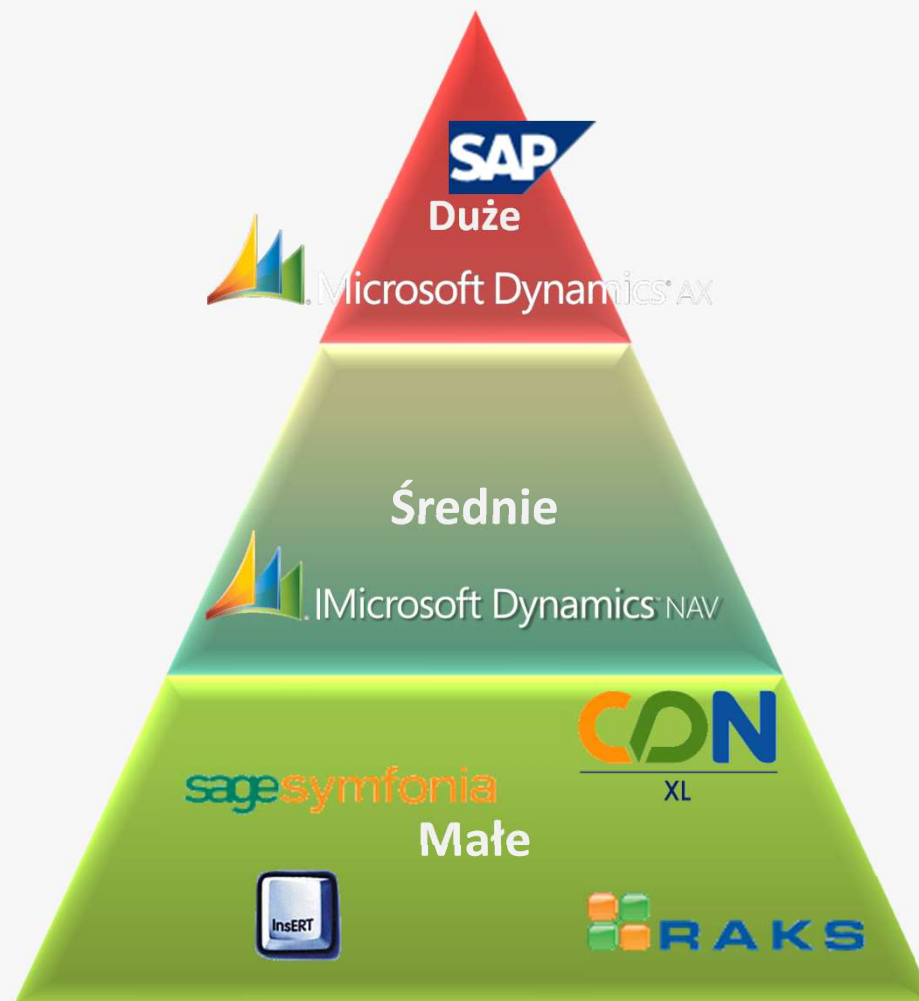 SAP
Duże
Microsoft Dynamics AX
Średnie
Microsoft Dynamics NAV
CDN
XL
sagesymfonia
Małe
InsERT
RAKS